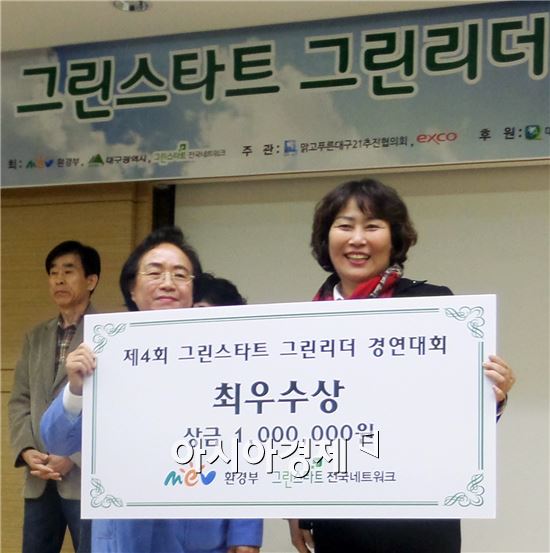 그린스타트 그린리더
최: mev 환경부, 대구광역시, 그린스타트 전국네트워크 주 관: 맑고푸른대구21추진협의회, exco 후 원:
제4회 그린스타트 그린리더 경연대회
최우수상
상금 1,000,000원
아시아경제
mev 환경부 그린스타트 전국네트워크